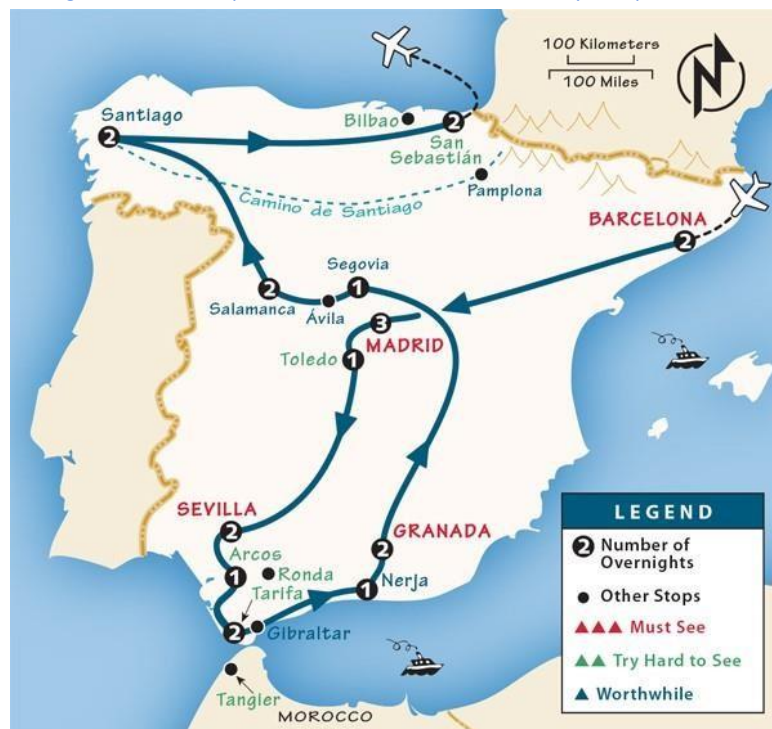 100 Kilometers
100 Miles
N
Santiago
2
Bilbao
2
San
Sebastián
Pamplona
Camino de Santiago
BARCELONA
2
Segovia
1
2
Salamanca
Ávila
3
MADRID
Toledo
1
SEVILLA
2
GRANADA
2
Arcos
1
Ronda
Tarifa
Nerja
1
2
Gibraltar
Tangler
MOROCCO
LEGEND
2 Number of
Overnights
Other Stops
Must See
Try Hard to See
Worthwhile